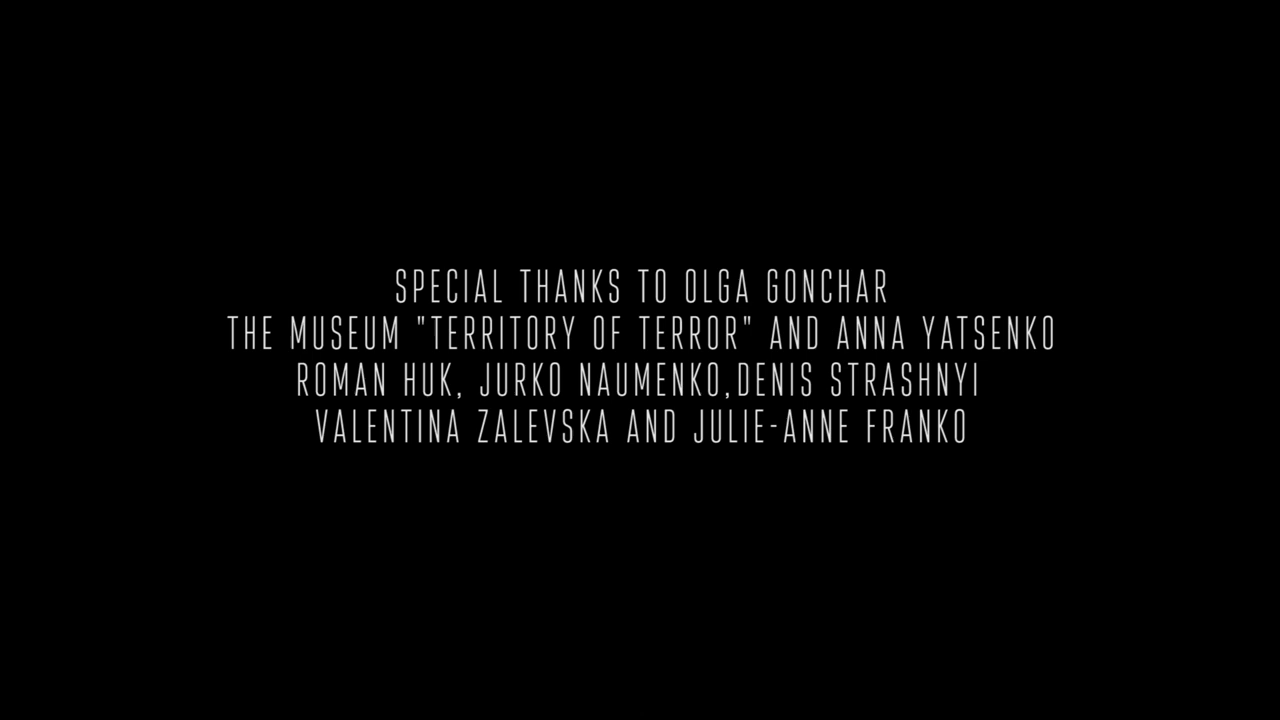 SPECIAL THANKS TO OLGA GONCHAR
THE MUSEUM "TERRITORY OF TERROR" AND ANNA YATSENKO
ROMAN HUK, JURKO NAUMENKO,DENIS STRASHNYI
VALENTINA ZALEVSKA AND JULIE-ANNE FRANKO